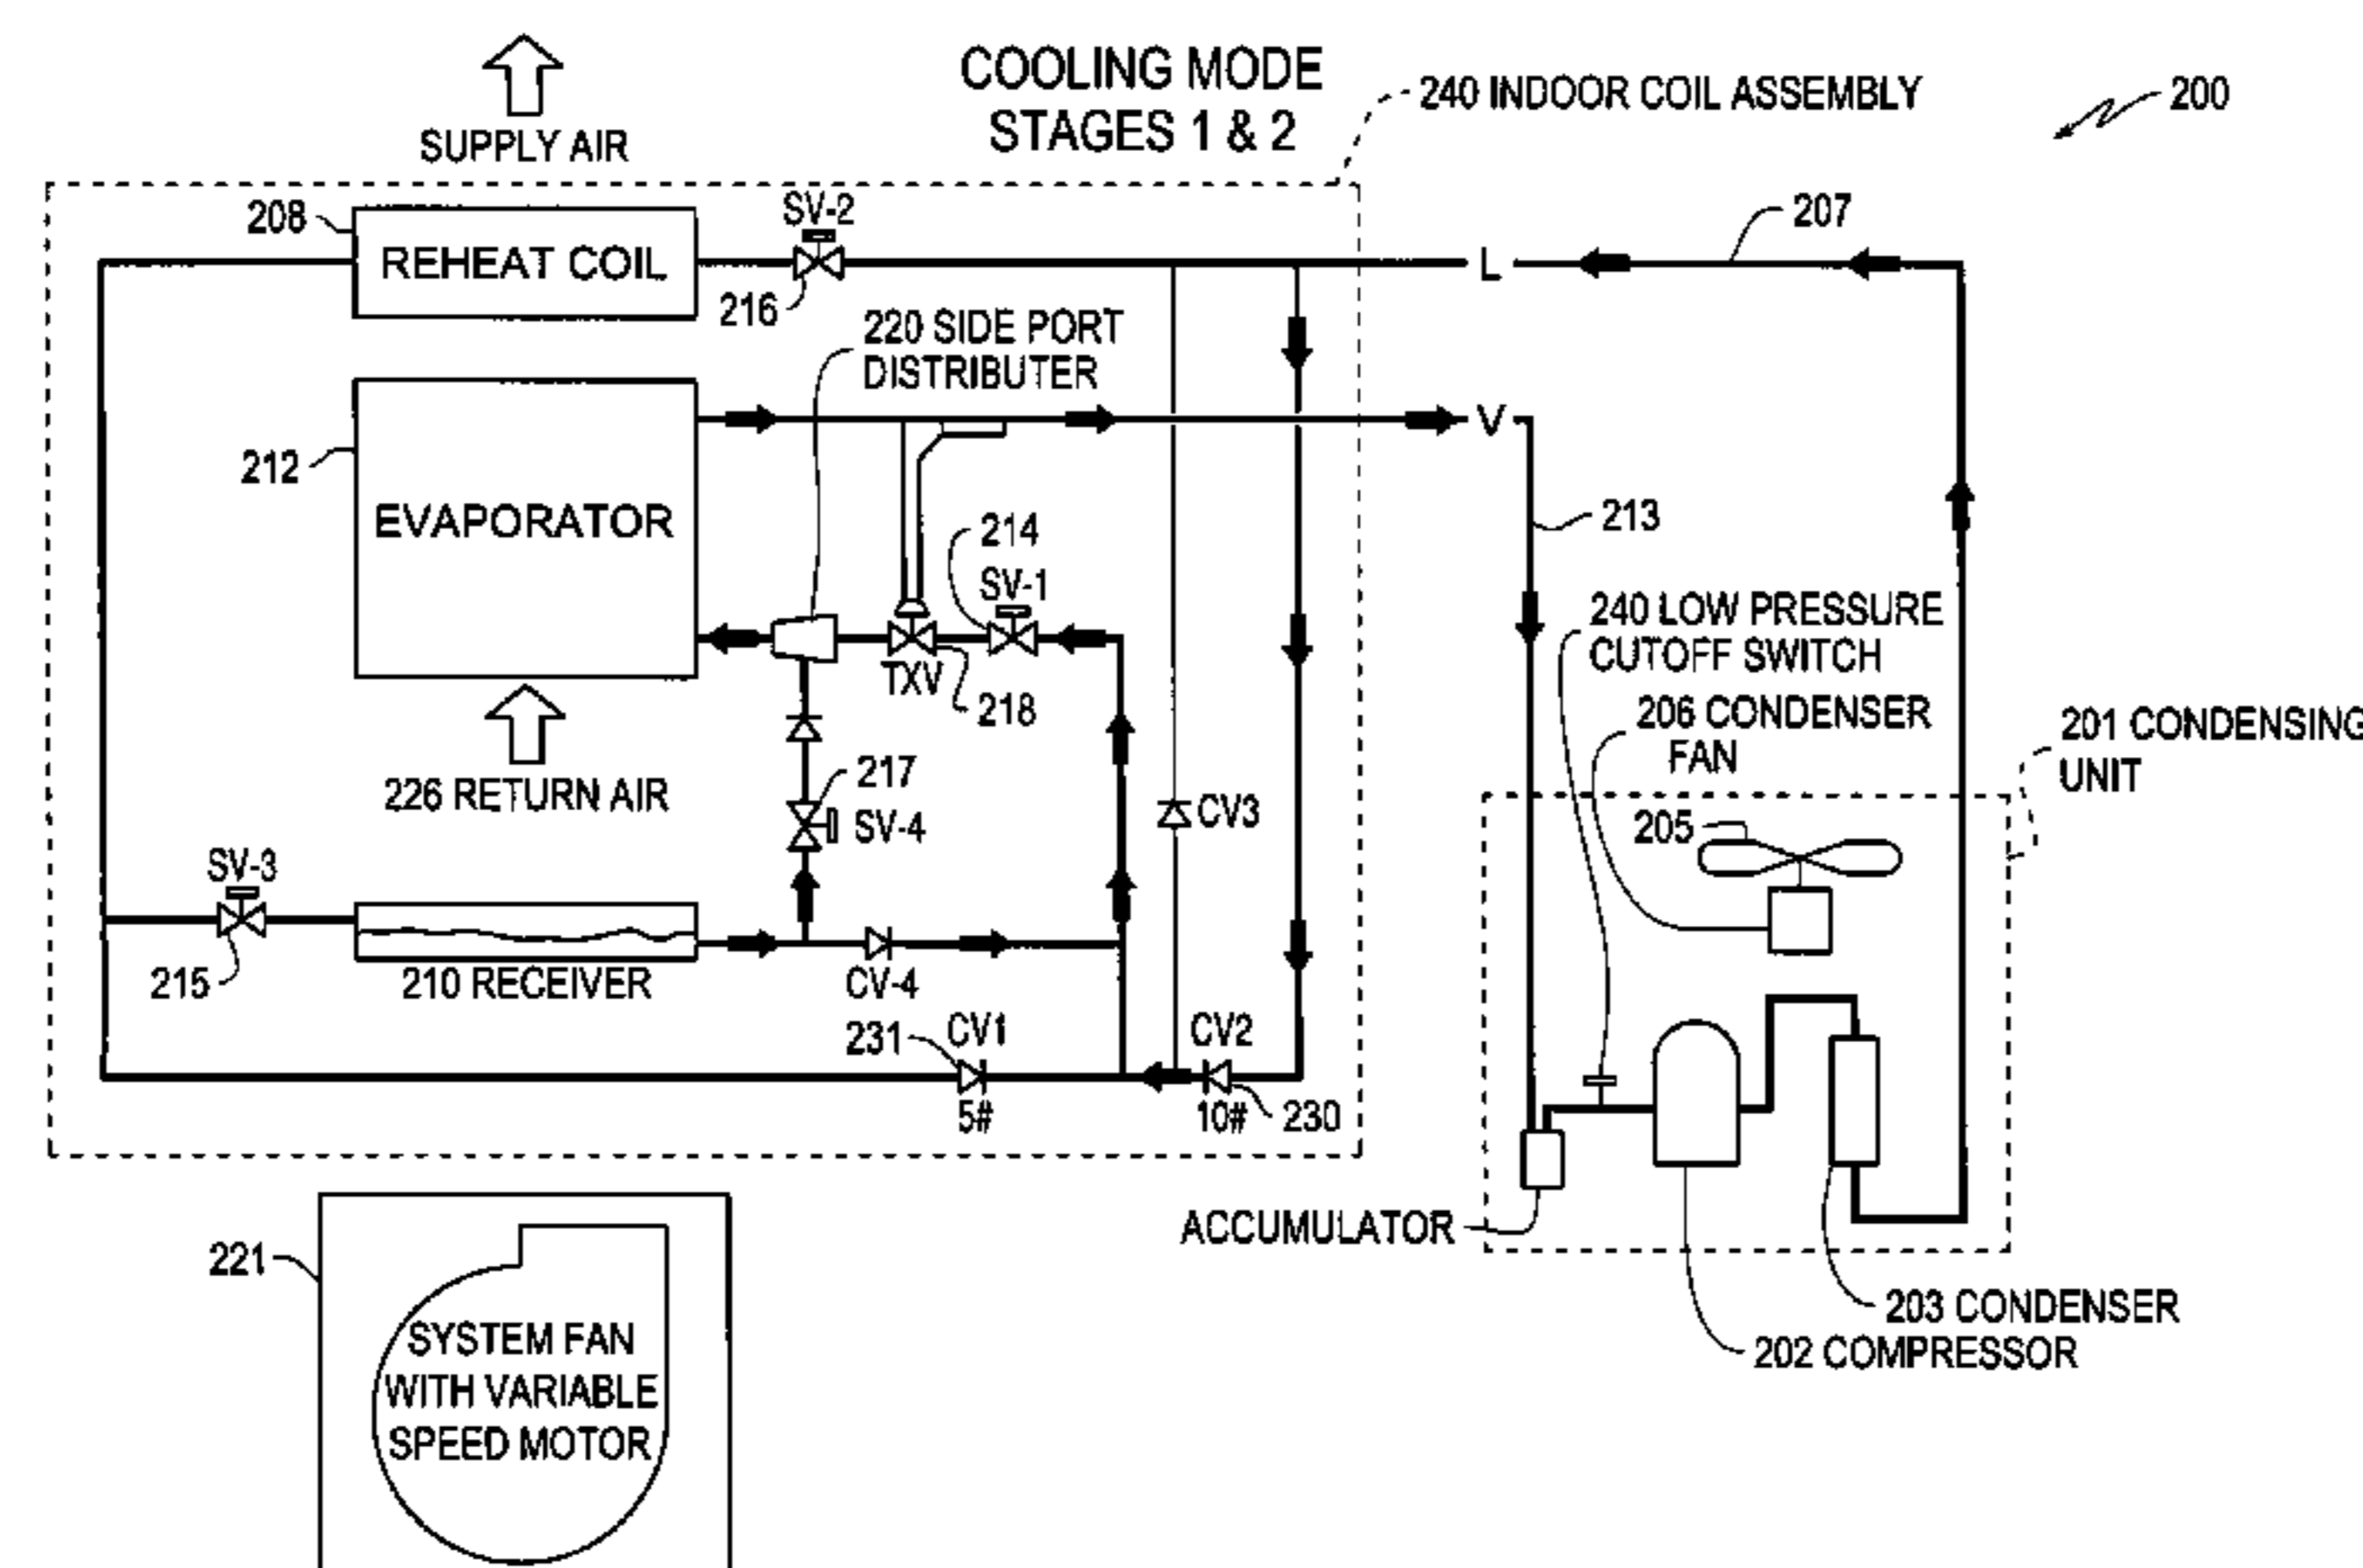 COOLING MODE
STAGES 1 & 2
240 INDOOR COIL ASSEMBLY
200
SUPPLY AIR
208
REHEAT COIL
SV-2
216
L
207
220 SIDE PORT
DISTRIBUTER
212
EVAPORATOR
V
213
214
SV-1
TXV
218
226 RETURN AIR
217
SV-4
CV3
240 LOW PRESSURE
CUTOFF SWITCH
206 CONDENSER
FAN
201 CONDENSING
UNIT
205
SV-3
215
210 RECEIVER
CV-4
231
CV1
5#
CV2
10#
230
ACCUMULATOR
203 CONDENSER
202 COMPRESSOR
221
SYSTEM FAN
WITH VARIABLE
SPEED MOTOR